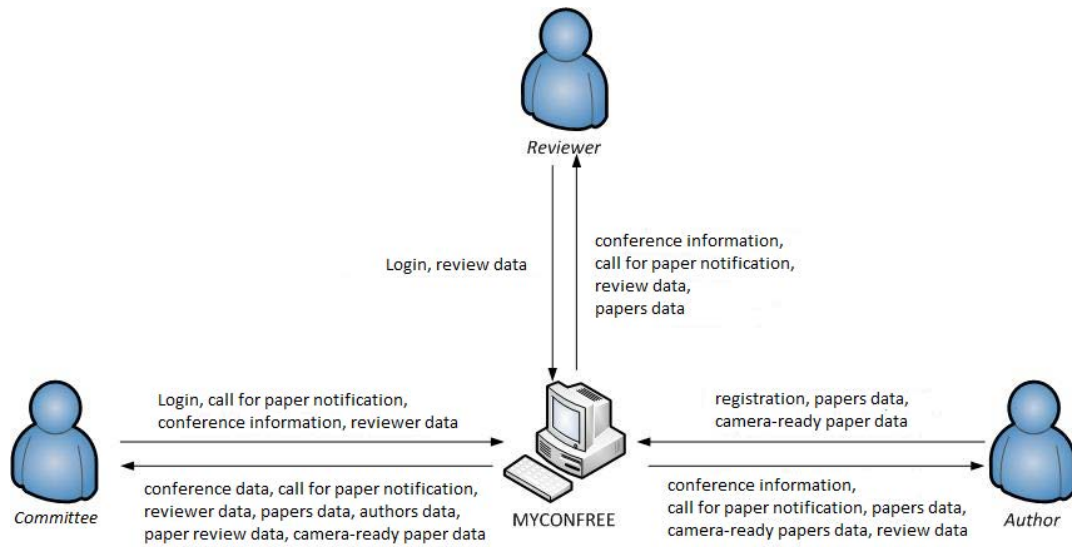 Reviewer
Login, review data
conference information,
call for paper notification,
review data,
papers data
Login, call for paper notification,
conference information, reviewer data
registration, papers data,
camera-ready paper data
conference data, call for paper notification,
reviewer data, papers data, authors data,
paper review data, camera-ready paper data
Committee
MYCONFREE
conference information,
call for paper notification, papers data,
camera-ready papers data, review data
Author